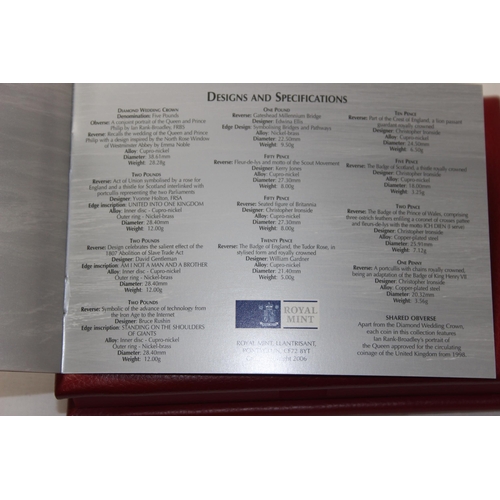 DESIGNS AND SPECIFICATIONS
DIAMOND WEDDING CROWN
Denomination: Five Pounds
Obverse: A conjoint portrait of the Queen and Prince
Philip by Ian Rank-Broadley, FRBS
Reverse: Recalls the wedding of the Queen and Prince
Philip with a design inspired by the North Rose Window
of Westminster Abbey by Emma Noble
Alloy: Cupro-nickel
Diameter: 38.61mm
Weight: 28.28g
TWO POUNDS
Reverse: Act of Union symbolised by a rose for
England and a thistle for Scotland interlinked with
portcullis representing the two Parliaments
Designer: Yvonne Holton, FRSA
Edge inscription: UNITED INTO ONE KINGDOM
Alloy: Inner disc - Cupro-nickel
Outer ring - Nickel-brass
Diameter: 28.40mm
Weight: 12.00g
TWO POUNDS
Reverse: Design celebrates the salient effect of the
180° Abolition of Slave Trade Act
Designer: David Gentleman
Edge inscription: AM I NOT A MAN AND A BROTHER
Alloy: Inner disc - Cupro-nickel
Outer ring - Nickel-brass
Diameter: 28.40mm
Weight: 12.00g
TWO POUNDS
Reverse: Symbolic of the advance of technology from
the Iron Age to the Internet
Designer: Bruce Rushin
Edge inscription: STANDING ON THE SHOULDERS
OF GIANTS
Alloy: Inner disc - Cupro-nickel
Outer ring - Nickel-brass
Diameter: 28.40mm
Weight: 12.00g
ONE POUND
Reverse: Gateshead Millennium Bridge
Designer: Edwina Ellis
Edge Design: Symbolising Bridges and Pathways
Alloy: Nickel-brass
Diameter: 22.50mm
Weight: 9.50g
FIFTY PENCE
Reverse: Fleur-de-lys and motto of the Scout Movement
Designer: Kerry Jones
Alloy: Cupro-nickel
Diameter: 27.30mm
Weight: 8.00g
FIFTY PENCE
Reverse: Seated figure of Britannia
Designer: Christopher Ironside
Alloy: Cupro-nickel
Diameter: 27.30mm
Weight: 8.00g
TWENTY PENCE
Reverse: The Badge of England, the Tudor Rose, in
stylised form and royally crowned
Designer: William Gardner
Alloy: Cupro-nickel
Diameter: 21.40mm
Weight: 5.00g
ROYAL
MINT
ROYAL MINT, LLANTRISANT,
CF72 8YT
2006
TEN PENCE
Reverse: Part of the Crest of England, a lion passant
guardant royally crowned,
Designer: Christopher Ironside
Alloy: Cupro-nickel
Diameter: 24.50mm
Weight: 6.50g
FIVE PENCE
Reverse: The Badge of Scotland, a thistle royally crowned
Designer: Christopher Ironside
Alloy: Cupro-nickel
Diameter: 18.00mm
Weight: 3.25g
TWO PENCE
Reverse: The Badge of the Prince of Wales, comprising
three ostrich feathers enfiling a coronet of crosses pattee
and fleurs-de-lys with the motto ICH DIEN (I serve)
Designer: Christopher Ironside
Alloy: Copper-plated steel
Diameter: 25.91mm
Weight: 7.12g
ONE PENNY
Reverse: A portcullis with chains royally crowned,
being an adaptation of the Badge of King Henry VII
Designer: Christopher Ironside
Alloy: Copper-plated steel
Diameter: 20.32mm
Weight: 3.56g
SHARED OBVERSE
Apart from the Diamond Wedding Crown,
each coin in this collection features
Ian Rank-Broadley's portrait of
the Queen approved for the circulating
coinage of the United Kingdom from 1998.